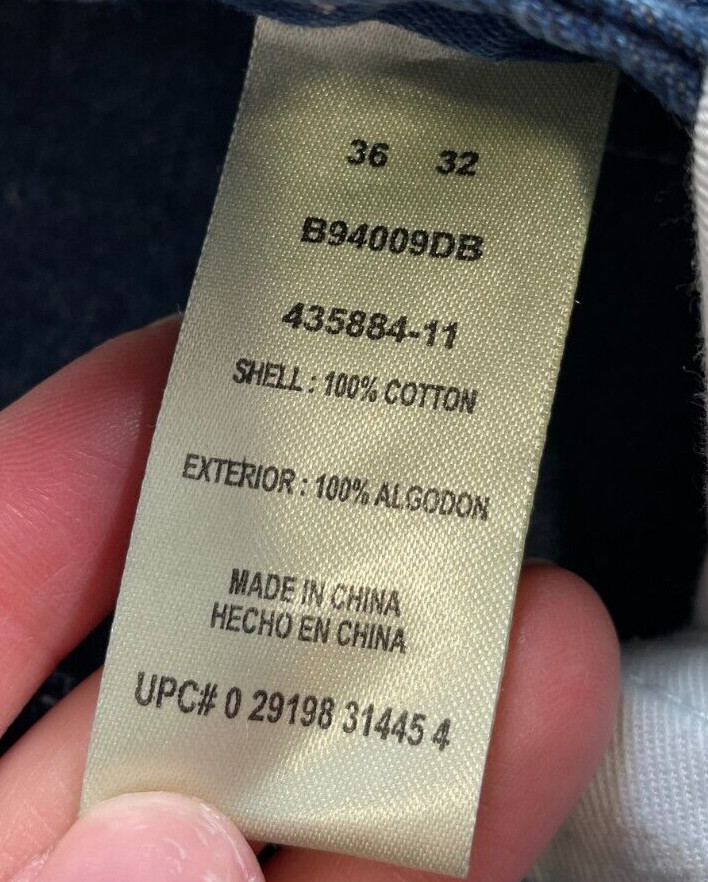 36 32
B94009DB
435884-11
SHELL : 100% COTTON
EXTERIOR : 100% ALGODON
MADE IN CHINA
HECHO EN CHINA
UPC# 0 29198 31445 4